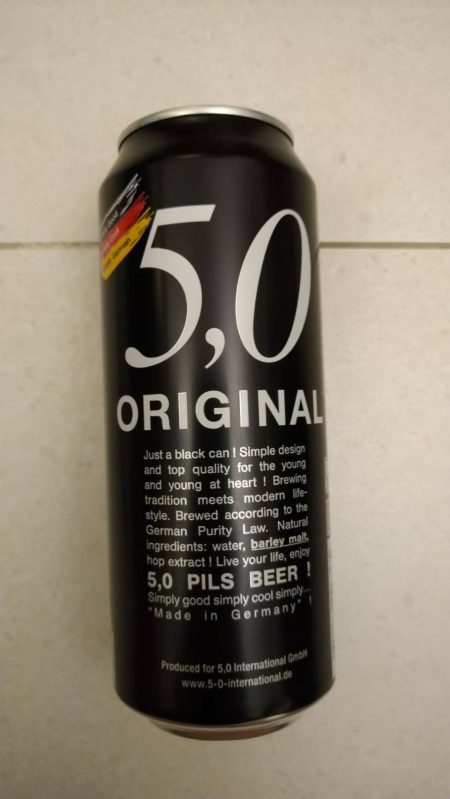 5,0
ORIGINAL
Just a black can ! Simple design
and top quality for the young
and young at heart ! Brewing
tradition meets modern life-
style. Brewed according to the
German Purity Law. Natural
ingredients: water, barley malt,
hop extract ! Live your life, enjoy
5,0 PILS BEER !
Simply good simply cool simply...
"Made in Germany" !
Produced for 5,0 International GmbH
www.5-0-international.de